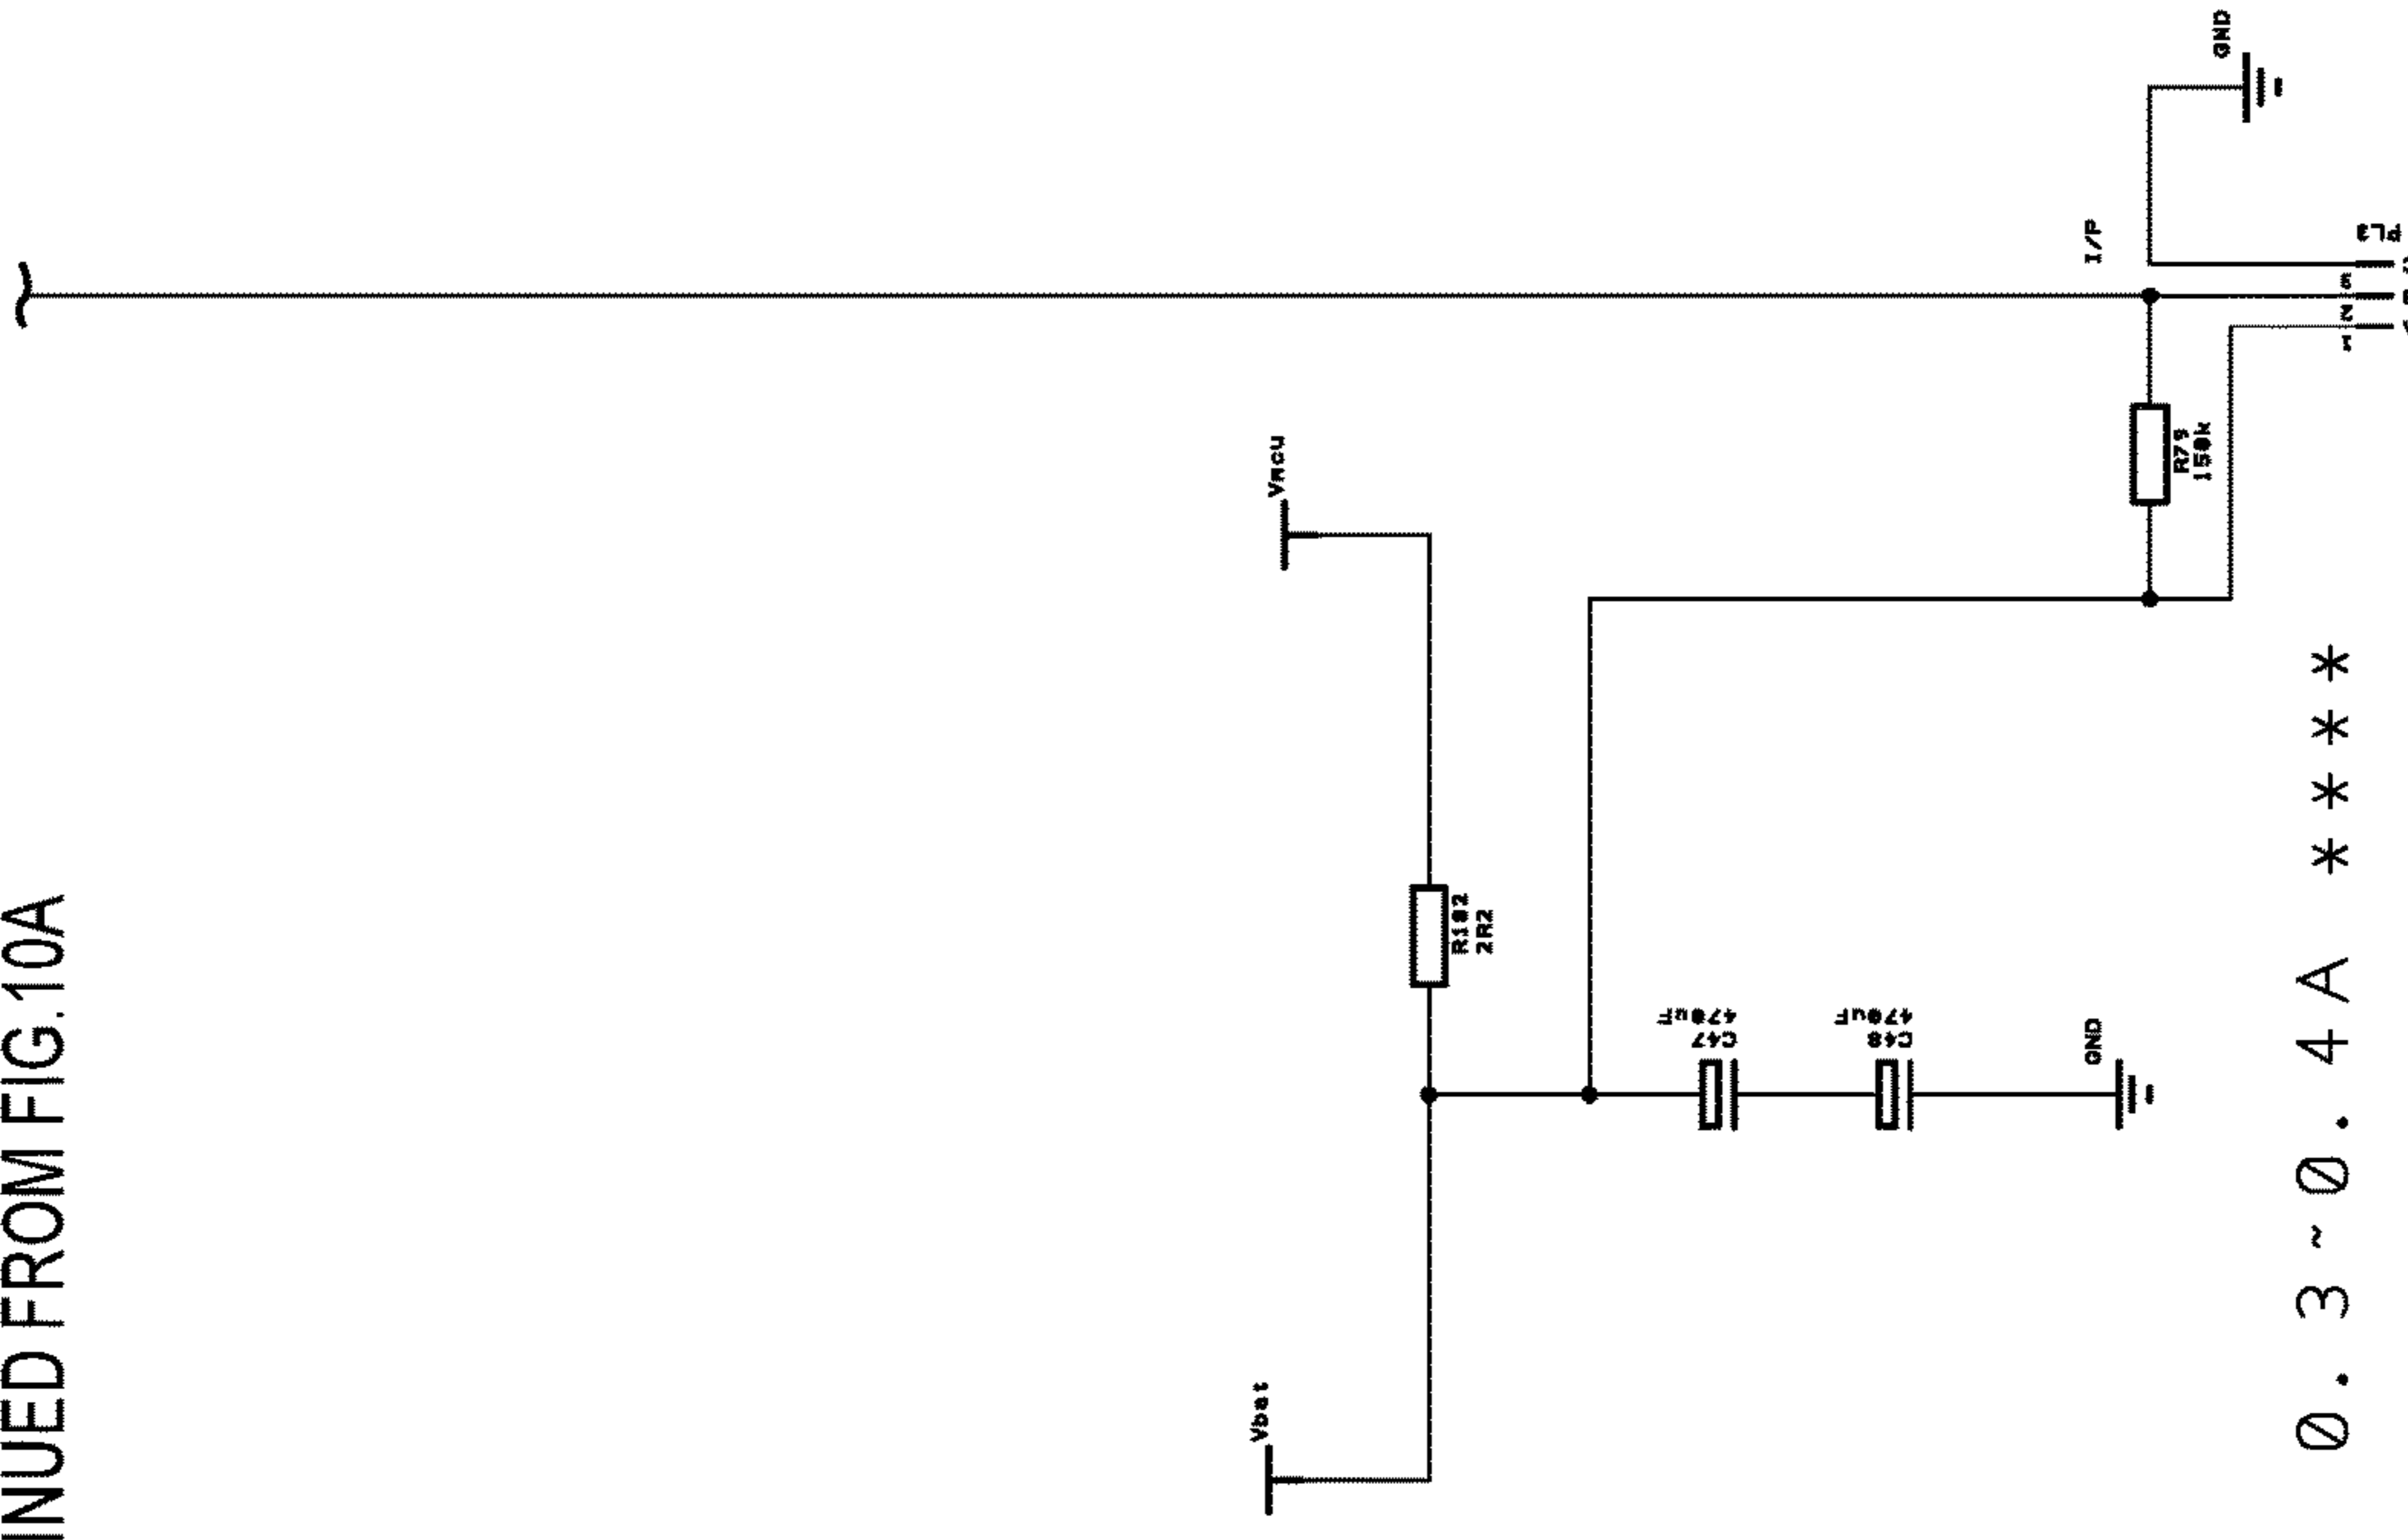 INUED FROM FIG.10A
GND
I/P
PL3
Vmcu
R79
150k
R102
2R2
470uF
C47
470uF
C48
GND
Vbat
2
1
0.3~0.4A ****